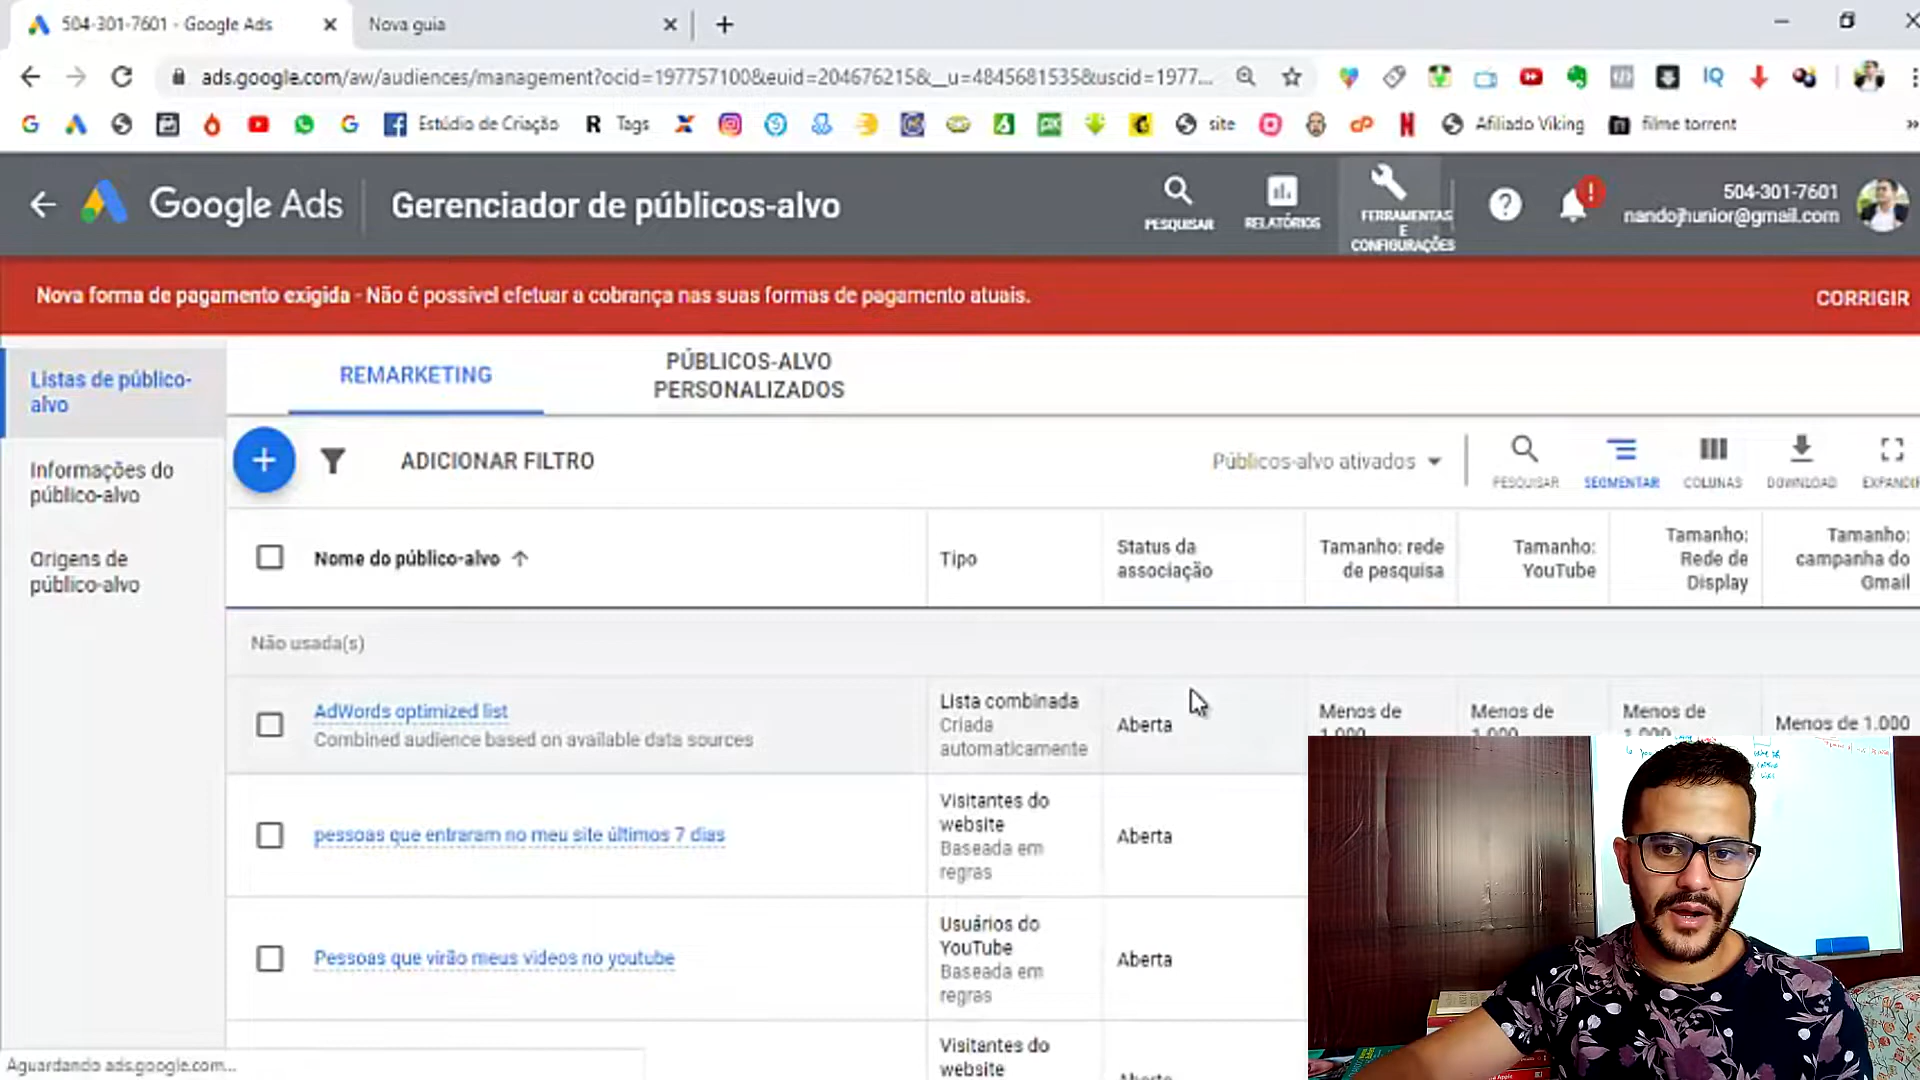 504-301-7601 - Google Ads
Nova guia
ads.google.com/aw/audiences/management?ocid=197757100&euid=204676215&__u=4845681535&uscid=1977...
IQ
Estúdio de Criação
R Tags
site
Afiliado Viking
filme torrent
Google Ads
Gerenciador de públicos-alvo
PESQUISAR
RELATÓRIOS
FERRAMENTAS
E
CONFIGURAÇÕES
504-301-7601
nandojhunior@gmail.com
Nova forma de pagamento exigida - Não é possível efetuar a cobrança nas suas formas de pagamento atuais.
CORRIGIR
Listas de público-
alvo
Informações do
público-alvo
Origens de
público-alvo
REMARKETING
PÚBLICOS-ALVO
PERSONALIZADOS
ADICIONAR FILTRO
Públicos-alvo ativados
PESQUISAR
SEGMENTAR
COLUNAS
DOWNLOAD
EXPANDIR
Nome do público-alvo
Tipo
Status da
associação
Tamanho: rede
de pesquisa
Tamanho:
YouTube
Tamanho:
Rede de
Display
Tamanho:
campanha do
Gmail
Não usada(s)
AdWords optimized list
Combined audience based on available data sources
Lista combinada
Criada
automaticamente
Aberta
Menos de
1.000
Menos de
1.000
Menos de
1.000
Menos de 1.000
pessoas que entraram no meu site últimos 7 dias
Visitantes do
website
Baseada em
regras
Aberta
Pessoas que virão meus videos no youtube
Usuários do
YouTube
Baseada em
regras
Aberta
Visitantes do
website
Aberta
Aguardando ads.google.com...